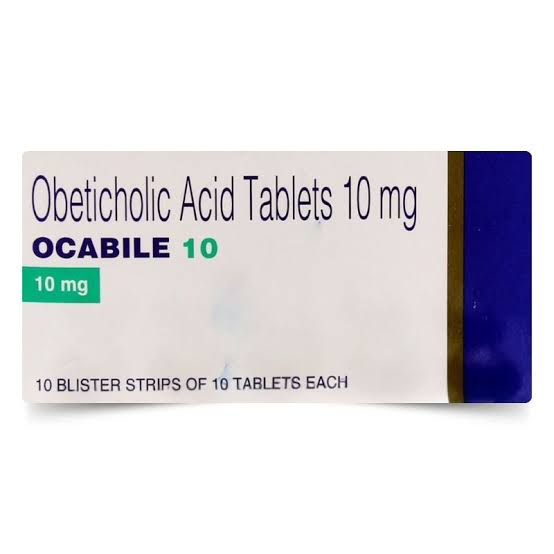 Obeticholic Acid Tablets 10 mg
OCABILE 10
10 mg
10 BLISTER STRIPS OF 10 TABLETS EACH